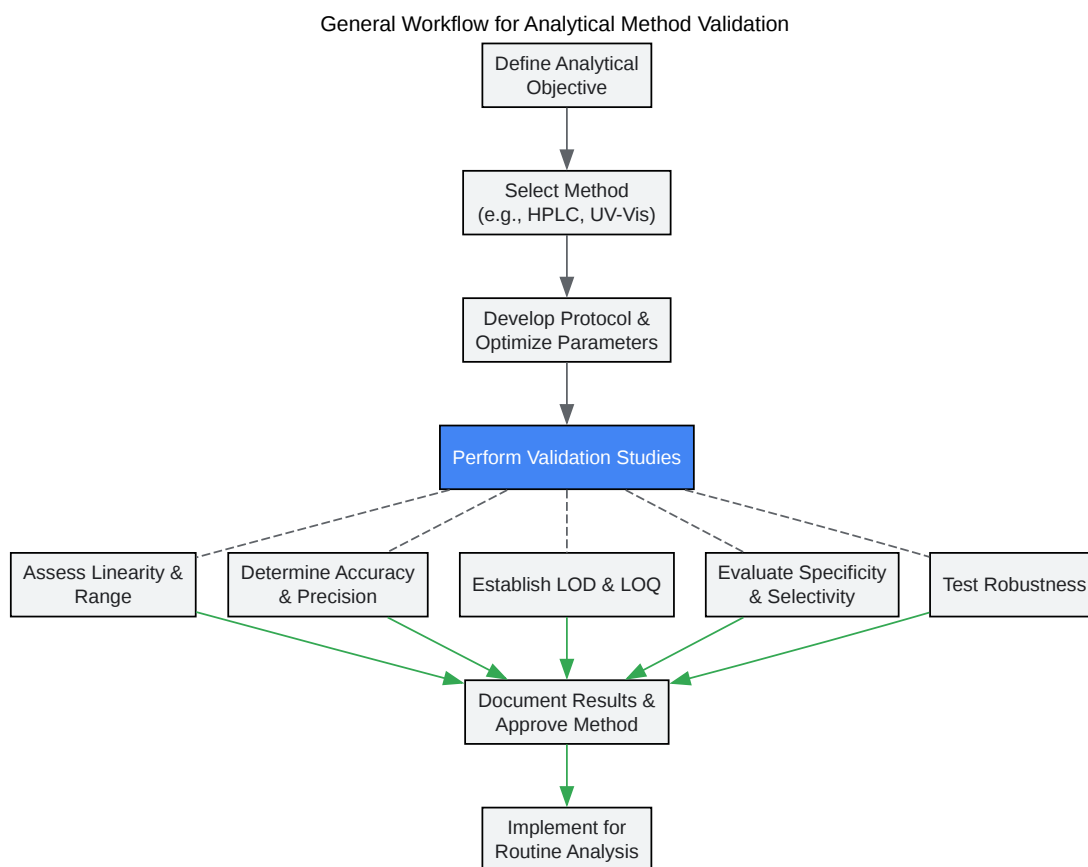 General Workflow for Analytical Method Validation
Define Analytical
Objective
Select Method
(e.g., HPLC, UV-Vis)
Develop Protocol &
Optimize Parameters
Perform Validation Studies
Assess Linearity &
Range
Determine Accuracy
& Precision
Establish LOD & LOQ
Evaluate Specificity
& Selectivity
Test Robustness
Document Results &
Approve Method
Implement for
Routine Analysis